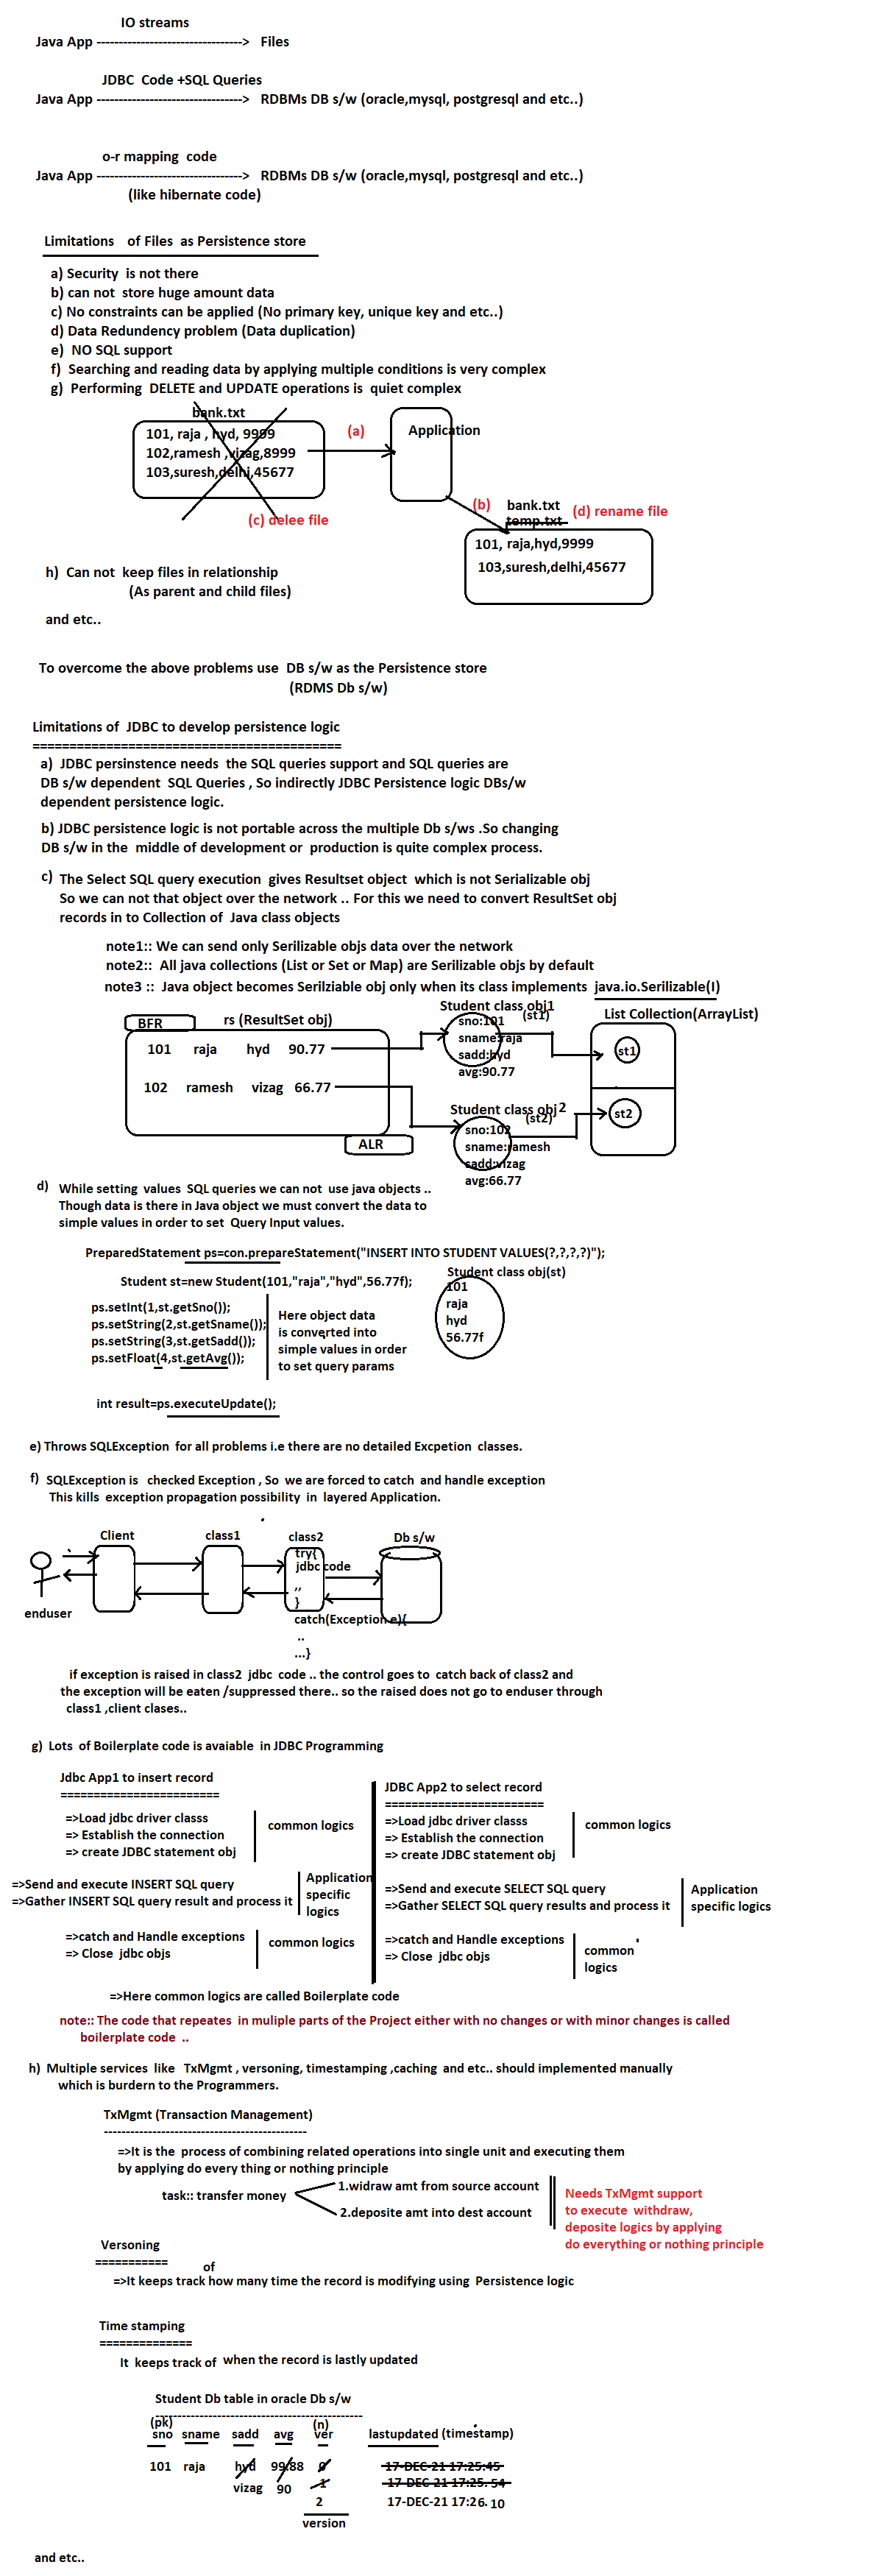 IO streams
Java App ---------------------------------> Files
JDBC Code +SQL Queries
Java App ---------------------------------> RDBMs DB s/w (oracle,mysql, postgresql and etc..)
o-r mapping code
Java App ---------------------------------> RDBMs DB s/w (oracle,mysql, postgresql and etc..)
(like hibernate code)
Limitations of Files as Persistence store
a) Security is not there
b) can not store huge amount data
c) No constraints can be applied (No primary key, unique key and etc..)
d) Data Redundency problem (Data duplication)
e) NO SQL support
f) Searching and reading data by applying multiple conditions is very complex
g) Performing DELETE and UPDATE operations is quiet complex
bank.txt
101, raja , hyd, 9999
102,ramesh ,vizag,8999
103,suresh,delhi,45677
(a)
Application
(c) delee file
(b)
bank.txt
temp.txt
(d) rename file
101, raja,hyd,9999
103,suresh,delhi,45677
h) Can not keep files in relationship
(As parent and child files)
and etc..
To overcome the above problems use DB s/w as the Persistence store
(RDMS Db s/w)
Limitations of JDBC to develop persistence logic
==========================================
a) JDBC persinstence needs the SQL queries support and SQL queries are
DB s/w dependent SQL Queries , So indirectly JDBC Persistence logic DBs/w
dependent persistence logic.
b) JDBC persistence logic is not portable across the multiple Db s/ws .So changing
DB s/w in the middle of development or production is quite complex process.
c) The Select SQL query execution gives Resultset object which is not Serializable obj
So we can not that object over the network .. For this we need to convert ResultSet obj
records in to Collection of Java class objects
note1:: We can send only Serilizable objs data over the network
note2:: All java collections (List or Set or Map) are Serilizable objs by default
note3 :: Java object becomes Serilziable obj only when its class implements java.io.Serilizable(I)
BFR
rs (ResultSet obj)
101 raja hyd 90.77
102 ramesh vizag 66.77
ALR
Student class obj1
(st1)
sno:101
sname:raja
sadd:hyd
avg:90.77
Student class obj 2
(st2)
sno:102
sname:ramesh
sadd:vizag
avg:66.77
List Collection(ArrayList)
st1
st2
d) While setting values SQL queries we can not use java objects ..
Though data is there in Java object we must convert the data to
simple values in order to set Query Input values.
PreparedStatement ps=con.prepareStatement("INSERT INTO STUDENT VALUES(?,?,?,?)");
Student st=new Student(101,"raja","hyd",56.77f);
ps.setInt(1,st.getSno());
ps.setString(2,st.getSname());
ps.setString(3,st.getSadd());
ps.setFloat(4,st.getAvg());
Here object data
is converted into
simple values in order
to set query params
Student class obj(st)
101
raja
hyd
56.77f
int result=ps.executeUpdate();
e) Throws SQLException for all problems i.e there are no detailed Excpetion classes.
f) SQLException is checked Exception , So we are forced to catch and handle exception
This kills exception propagation possibility in layered Application.
enduser
Client
class1
class2
try{
jdbc code
,,
}
catch(Exception e){
..
...}
Db s/w
if exception is raised in class2 jdbc code .. the control goes to catch back of class2 and
the exception will be eaten /suppressed there.. so the raised does not go to enduser through
class1 ,client clases..
g) Lots of Boilerplate code is avaiable in JDBC Programming
Jdbc App1 to insert record
========================
=>Load jdbc driver classs
=> Establish the connection
=> create JDBC statement obj
common logics
=>Send and execute INSERT SQL query
=>Gather INSERT SQL query result and process it
Application
specific
logics
=>catch and Handle exceptions
=> Close jdbc objs
common logics
JDBC App2 to select record
========================
=>Load jdbc driver classs
=> Establish the connection
=> create JDBC statement obj
common logics
=>Send and execute SELECT SQL query
=>Gather SELECT SQL query results and process it
Application
specific logics
=>catch and Handle exceptions
=> Close jdbc objs
common
logics
=>Here common logics are called Boilerplate code
note:: The code that repeates in muliple parts of the Project either with no changes or with minor changes is called
boilerplate code ..
h) Multiple services like TxMgmt , versoning, timestamping ,caching and etc.. should implemented manually
which is burdern to the Programmers.
TxMgmt (Transaction Management)
----------------------------------------------
=>It is the process of combining related operations into single unit and executing them
by applying do every thing or nothing principle
task:: transfer money
1.widraw amt from source account
2.deposite amt into dest account
Needs TxMgmt support
to execute withdraw,
deposite logics by applying
do everything or nothing principle
Versoning
===========
of
=>It keeps track how many time the record is modifying using Persistence logic
Time stamping
==============
It keeps track of when the record is lastly updated
Student Db table in oracle Db s/w
-----------------------------------------------
(pk) (n)
sno sname sadd avg ver lastupdated (timestamp)
101 raja hyd 99.88 0 17-DEC-21 17:25:45
1 17-DEC-21 17:25. 54
vizag 90
2 17-DEC-21 17:26. 10
version
and etc..